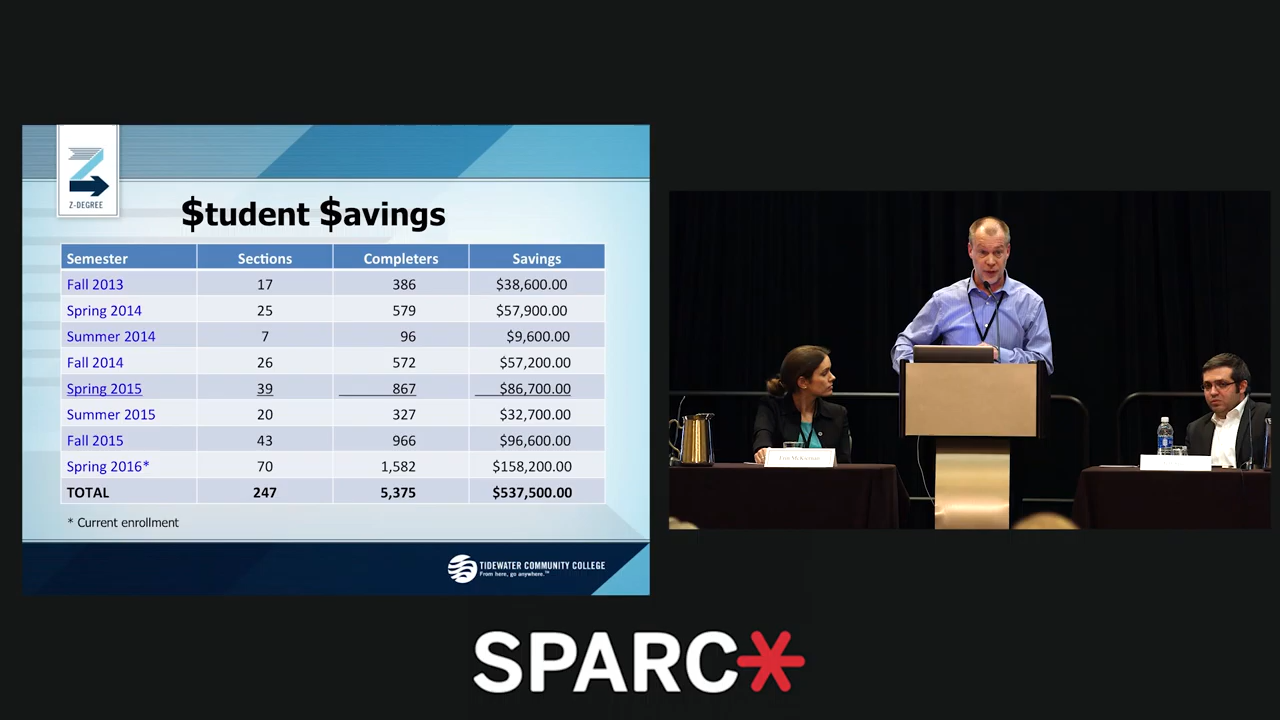 Z-DEGREE
$tudent $avings
Semester Sections Completers Savings
Fall 2013 17 386 $38,600.00
Spring 2014 25 579 $57,900.00
Summer 2014 7 96 $9,600.00
Fall 2014 26 572 $57,200.00
Spring 2015 39 867 $86,700.00
Summer 2015 20 327 $32,700.00
Fall 2015 43 966 $96,600.00
Spring 2016* 70 1,582 $158,200.00
TOTAL 247 5,375 $537,500.00
* Current enrollment
TIDEWATER COMMUNITY COLLEGE
From here, go anywhere.™
SPARC*